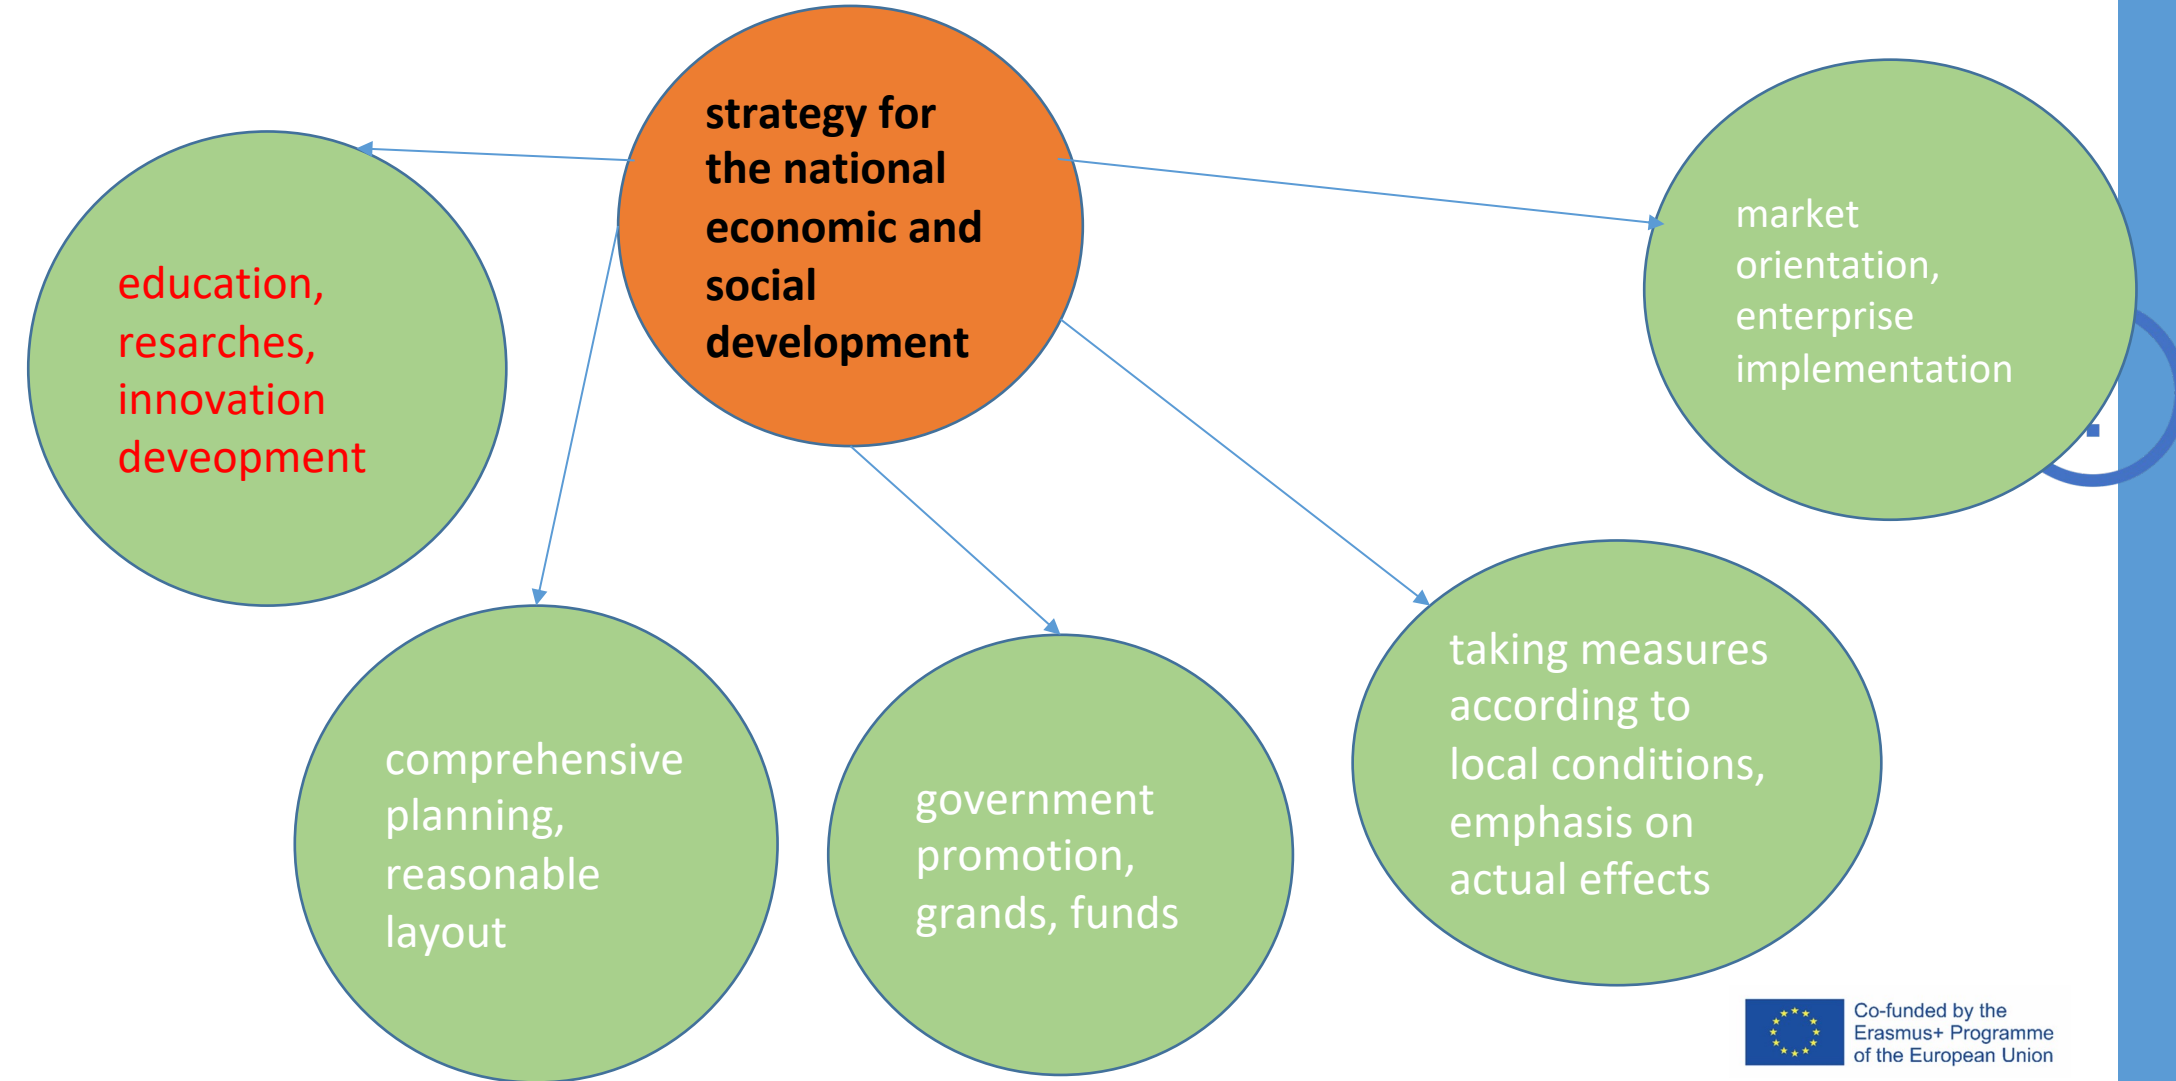 strategy for
the national
economic and
social
development
education,
resarches,
innovation
deveopment
market
orientation,
enterprise
implementation
comprehensive
planning,
reasonable
layout
government
promotion,
grands, funds
taking measures
according to
local conditions,
emphasis on
actual effects
Co-funded by the
Erasmus+ Programme
of the European Union